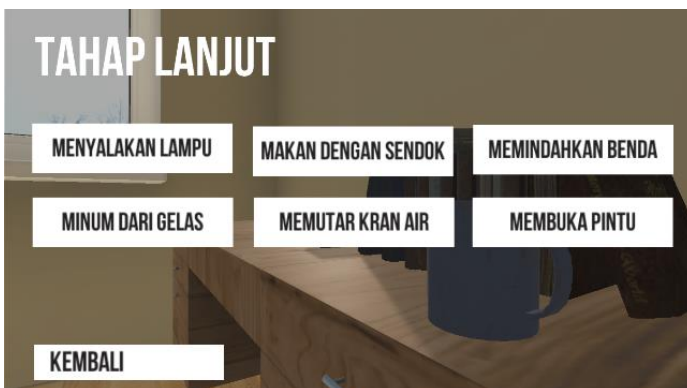 TAHAP LANJUT
MENYALAKAN LAMPU
MAKAN DENGAN SENDOK
MEMINDAHKAN BENDA
MINUM DARI GELAS
MEMUTAR KRAN AIR
MEMBUKA PINTU
KEMBALI